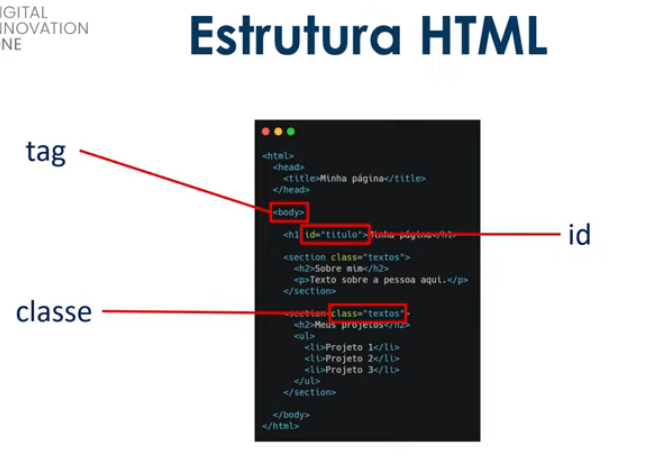 IGITAL
NNOVATION
NE
Estrutura HTML
tag
<html>
<head>
<title>Minha página</title>
</head>
<body>
<h1 id="titulo">Minha página</h1>
id
<section class="textos">
<h2>Sobre mim</h2>
<p>Texto sobre a pessoa aqui.</p>
</section>
classe
<section class="textos">
<h2>Meus projetos</h2>
<ul>
<li>Projeto 1</li>
<li>Projeto 2</li>
<li>Projeto 3</li>
</ul>
</section>
</body>
</html>